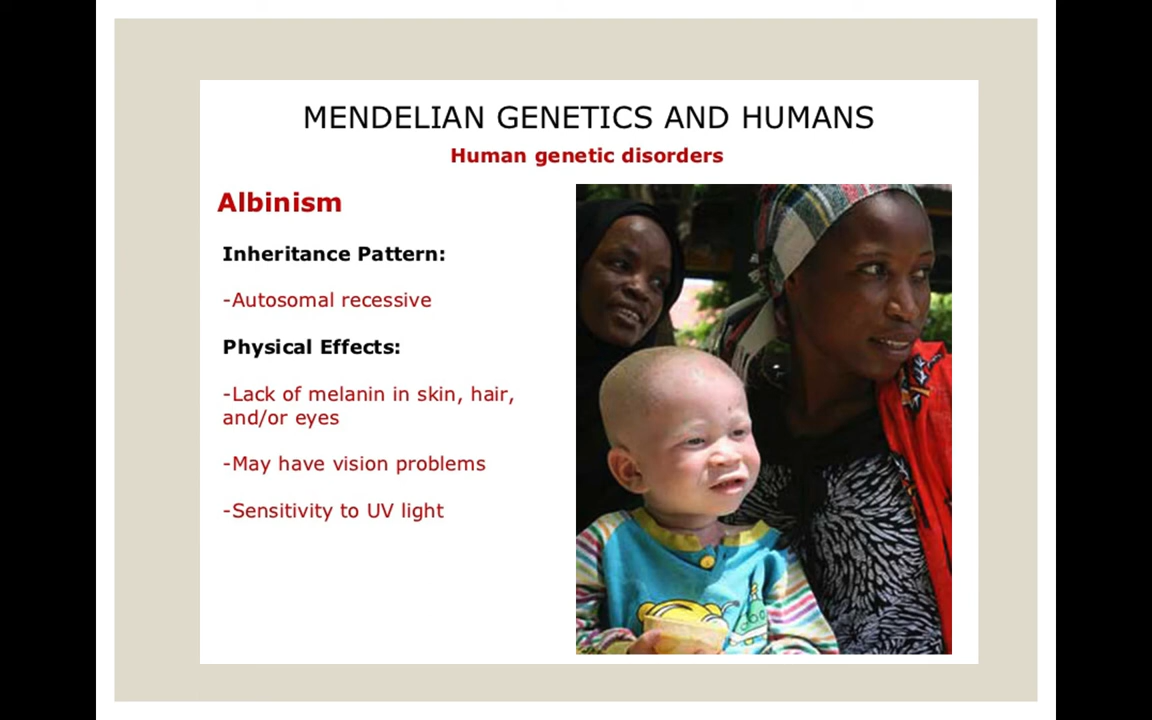 MENDELIAN GENETICS AND HUMANS
Human genetic disorders
Albinism
Inheritance Pattern:
-Autosomal recessive
Physical Effects:
-Lack of melanin in skin, hair,
and/or eyes
-May have vision problems
-Sensitivity to UV light